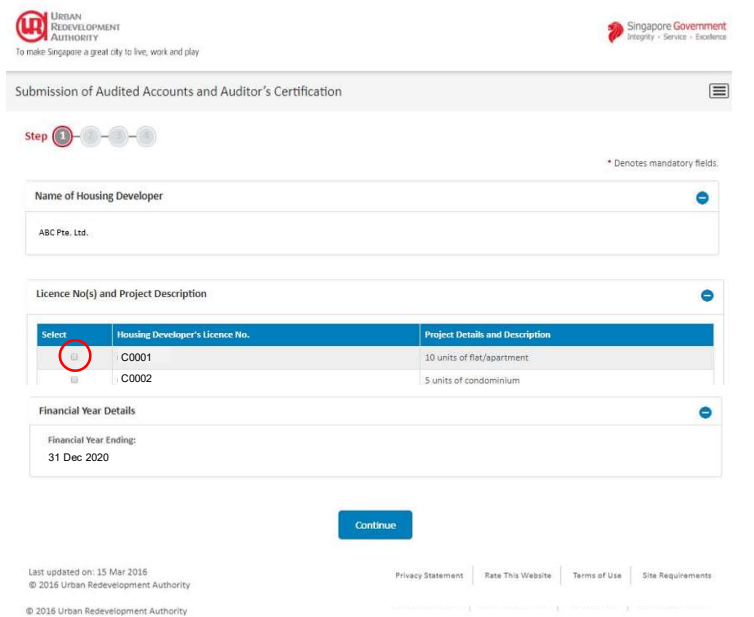 URBAN
REDEVELOPMENT
AUTHORITY
To make Singapore a great city to live, work and play
Singapore Government
Integrity · Service · Excellence
Submission of Audited Accounts and Auditor's Certification
Step 1 2 3 4
* Denotes mandatory fields.
Name of Housing Developer
ABC Pte. Ltd.
Licence No(s) and Project Description
Select Housing Developer's Licence No. Project Details and Description
C0001 10 units of flat/apartment
C0002 5 units of condominium
Financial Year Details
Financial Year Ending:
31 Dec 2020
Continue
Last updated on: 15 Mar 2016
© 2016 Urban Redevelopment Authority
Privacy Statement Rate This Website Terms of Use Site Requirements
© 2016 Urban Redevelopment Authority